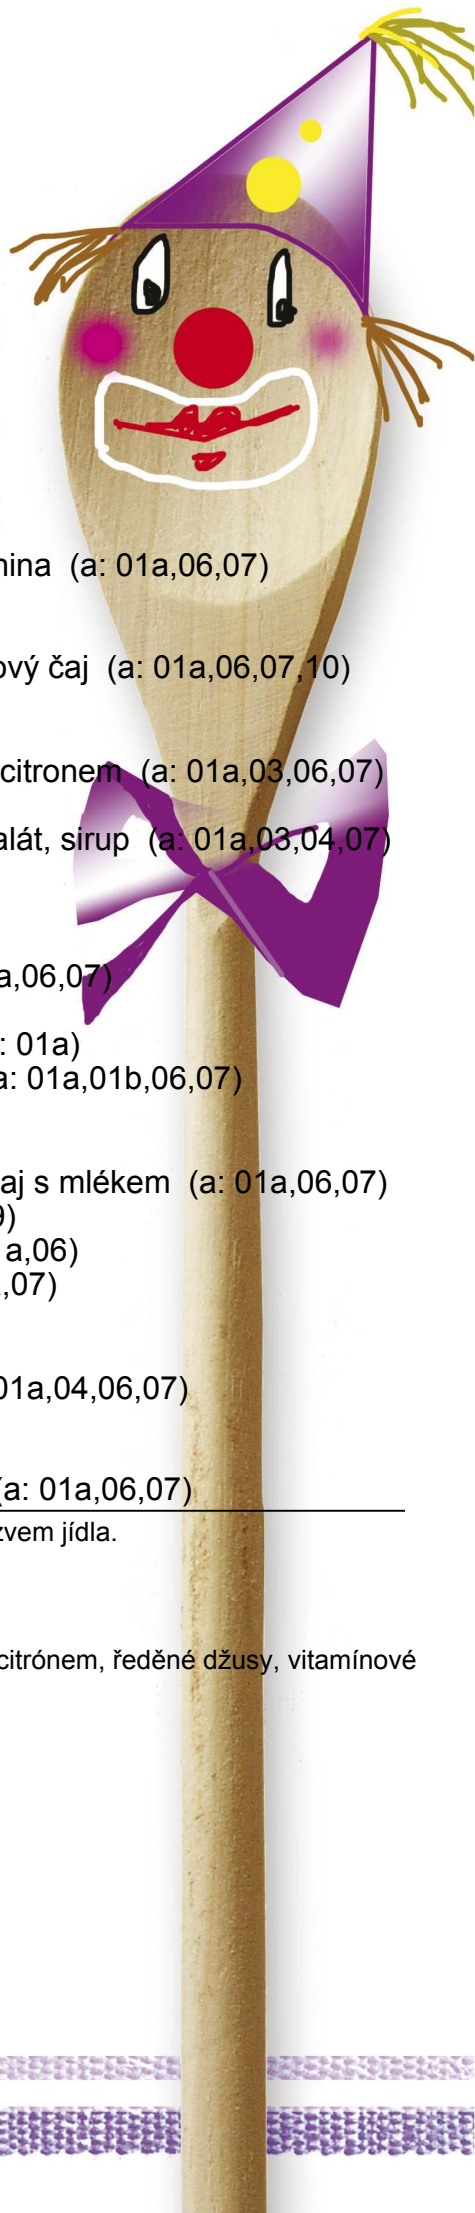 nina (a: 01a,06,07)
ový čaj (a: 01a,06,07,10)
citronem (a: 01a,03,06,07)
alát, sirup (a: 01a,03,04,07)
a,06,07)
: 01a)
a: 01a,01b,06,07)
aj s mlékem (a: 01a,06,07)
9)
a,06)
,07)
01a,04,06,07)
(a: 01a,06,07)
zvem jídla.
citrónem, ředěné džusy, vitamínové